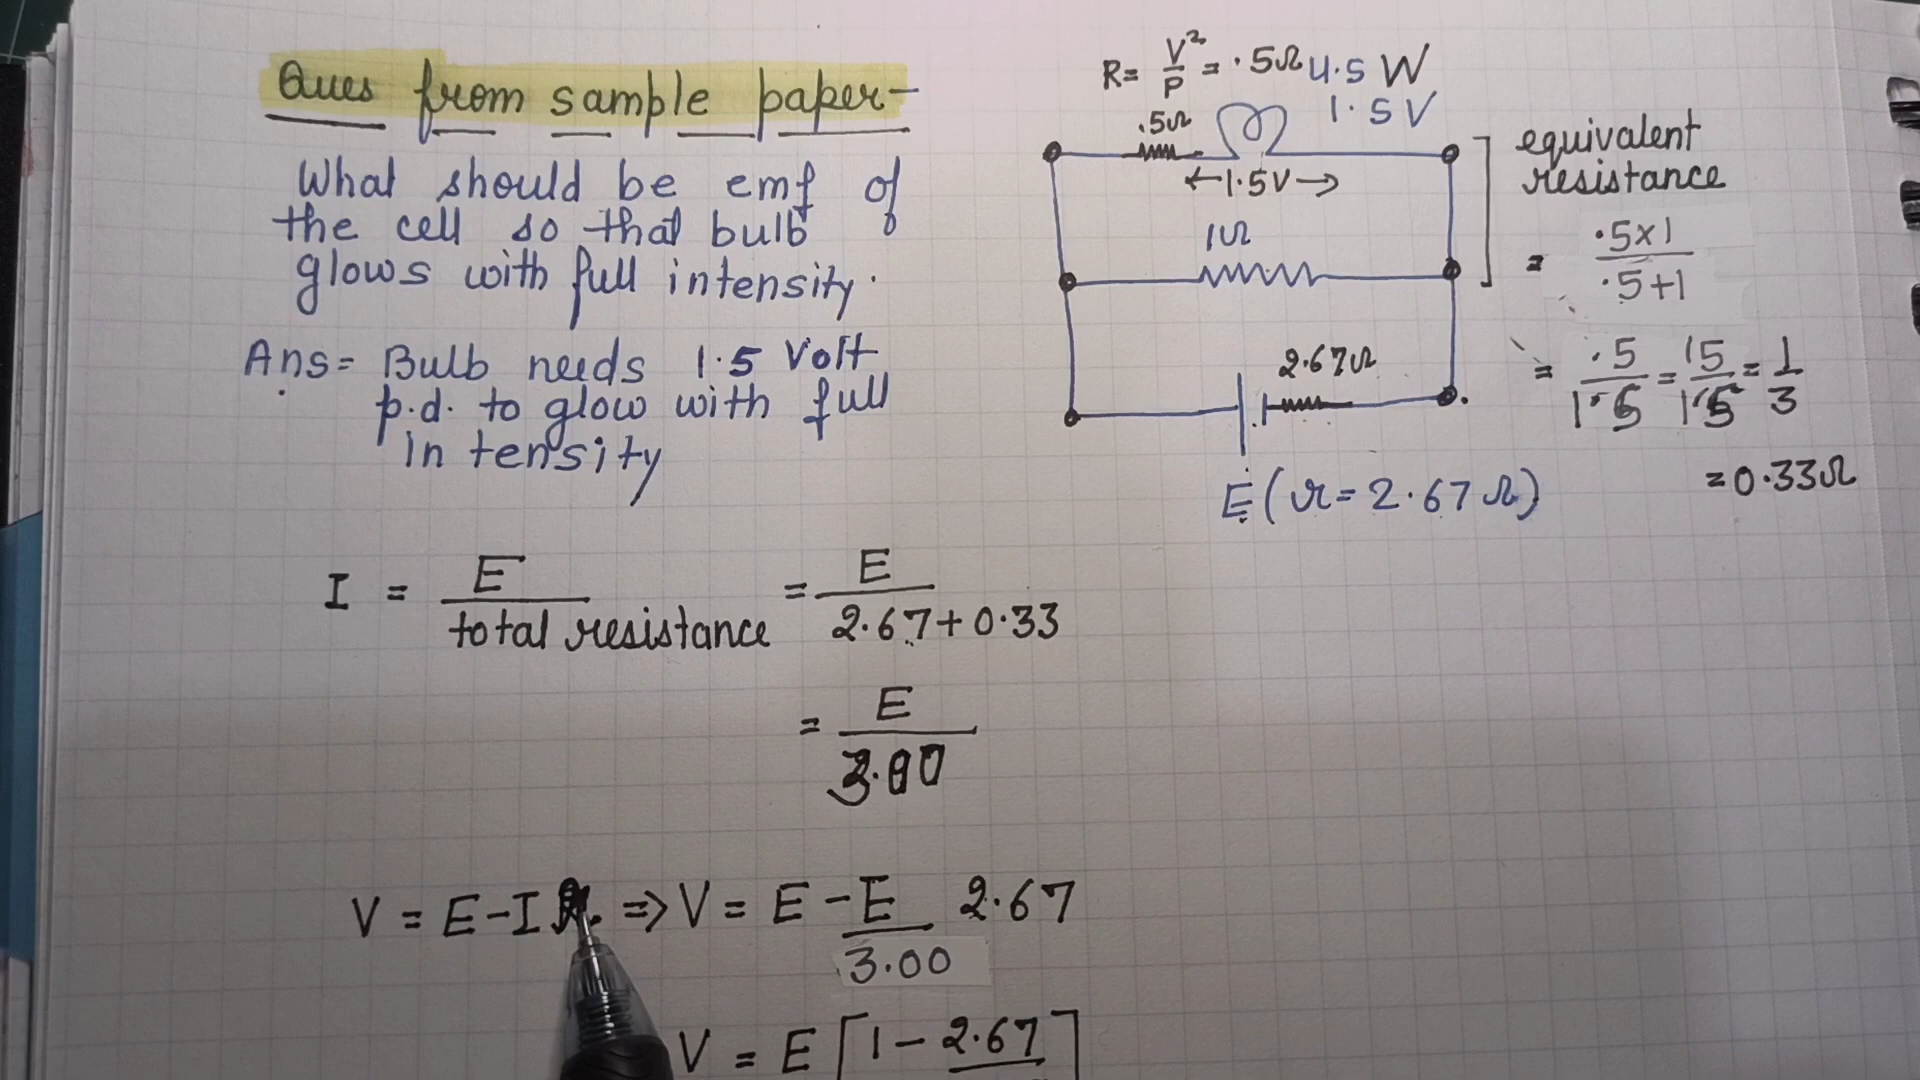 Ques from sample paper-
What should be emf of
the cell so that bulb
glows with full intensity.
Ans= Bulb needs 1.5 Volt
p.d. to glow with full
in tensity
R= V²/P = .5Ω 4.5 W
1.5 V
.5Ω
←1.5V→
1Ω
2.67Ω
E (r=2.67Ω)
equivalent
resistance
= .5×1/.5+1
= .5/1.5 = 15/15 = 1/3
= 0.33Ω
I = E/total resistance = E/2.67+0.33
= E/3.00
V = E-I ⇒ V = E - E/3.00 2.67
V = E [1- 2.67